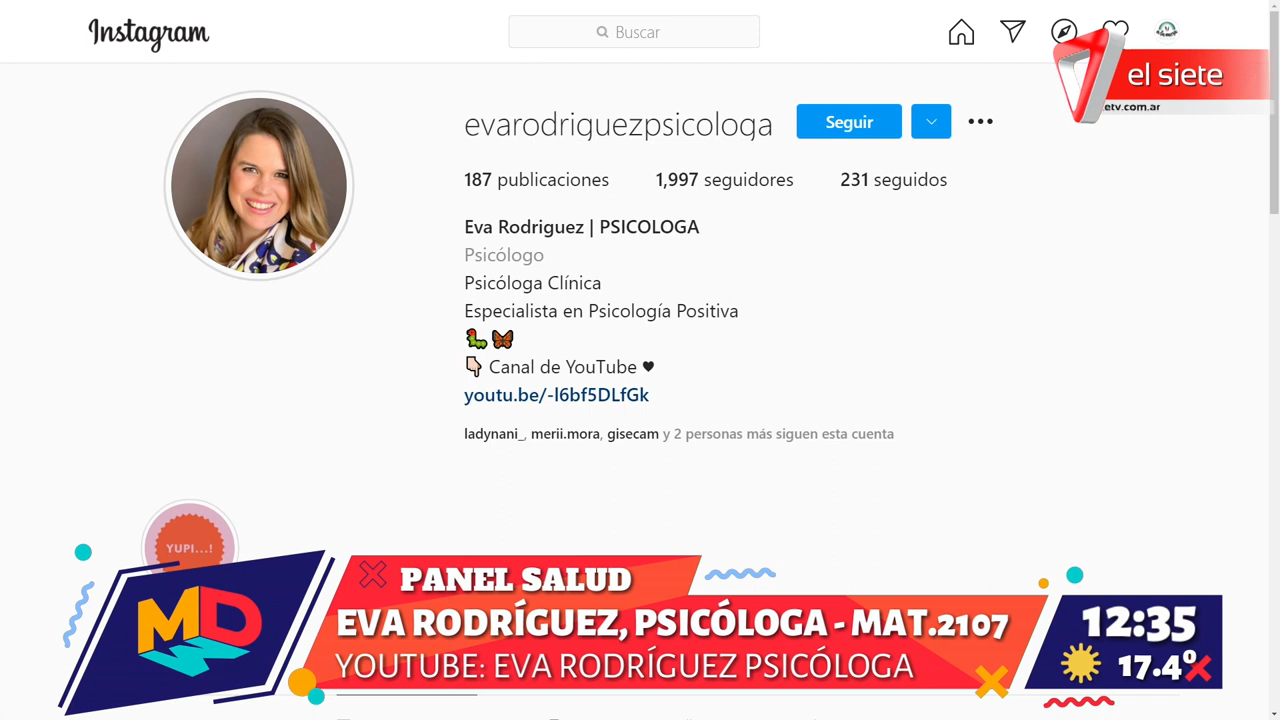 Instagram
Buscar
el siete
etv.com.ar
evarodriguezpsicologa
Seguir
187 publicaciones 1,997 seguidores 231 seguidos
Eva Rodriguez | PSICOLOGA
Psicólogo
Psicóloga Clínica
Especialista en Psicología Positiva
Canal de YouTube
youtu.be/-l6bf5DLfGk
ladynani_, merii.mora, gisecam y 2 personas más siguen esta cuenta
YUPI...!
MD
PANEL SALUD
EVA RODRÍGUEZ, PSICÓLOGA - MAT.2107
YOUTUBE: EVA RODRÍGUEZ PSICÓLOGA
12:35
17.4º